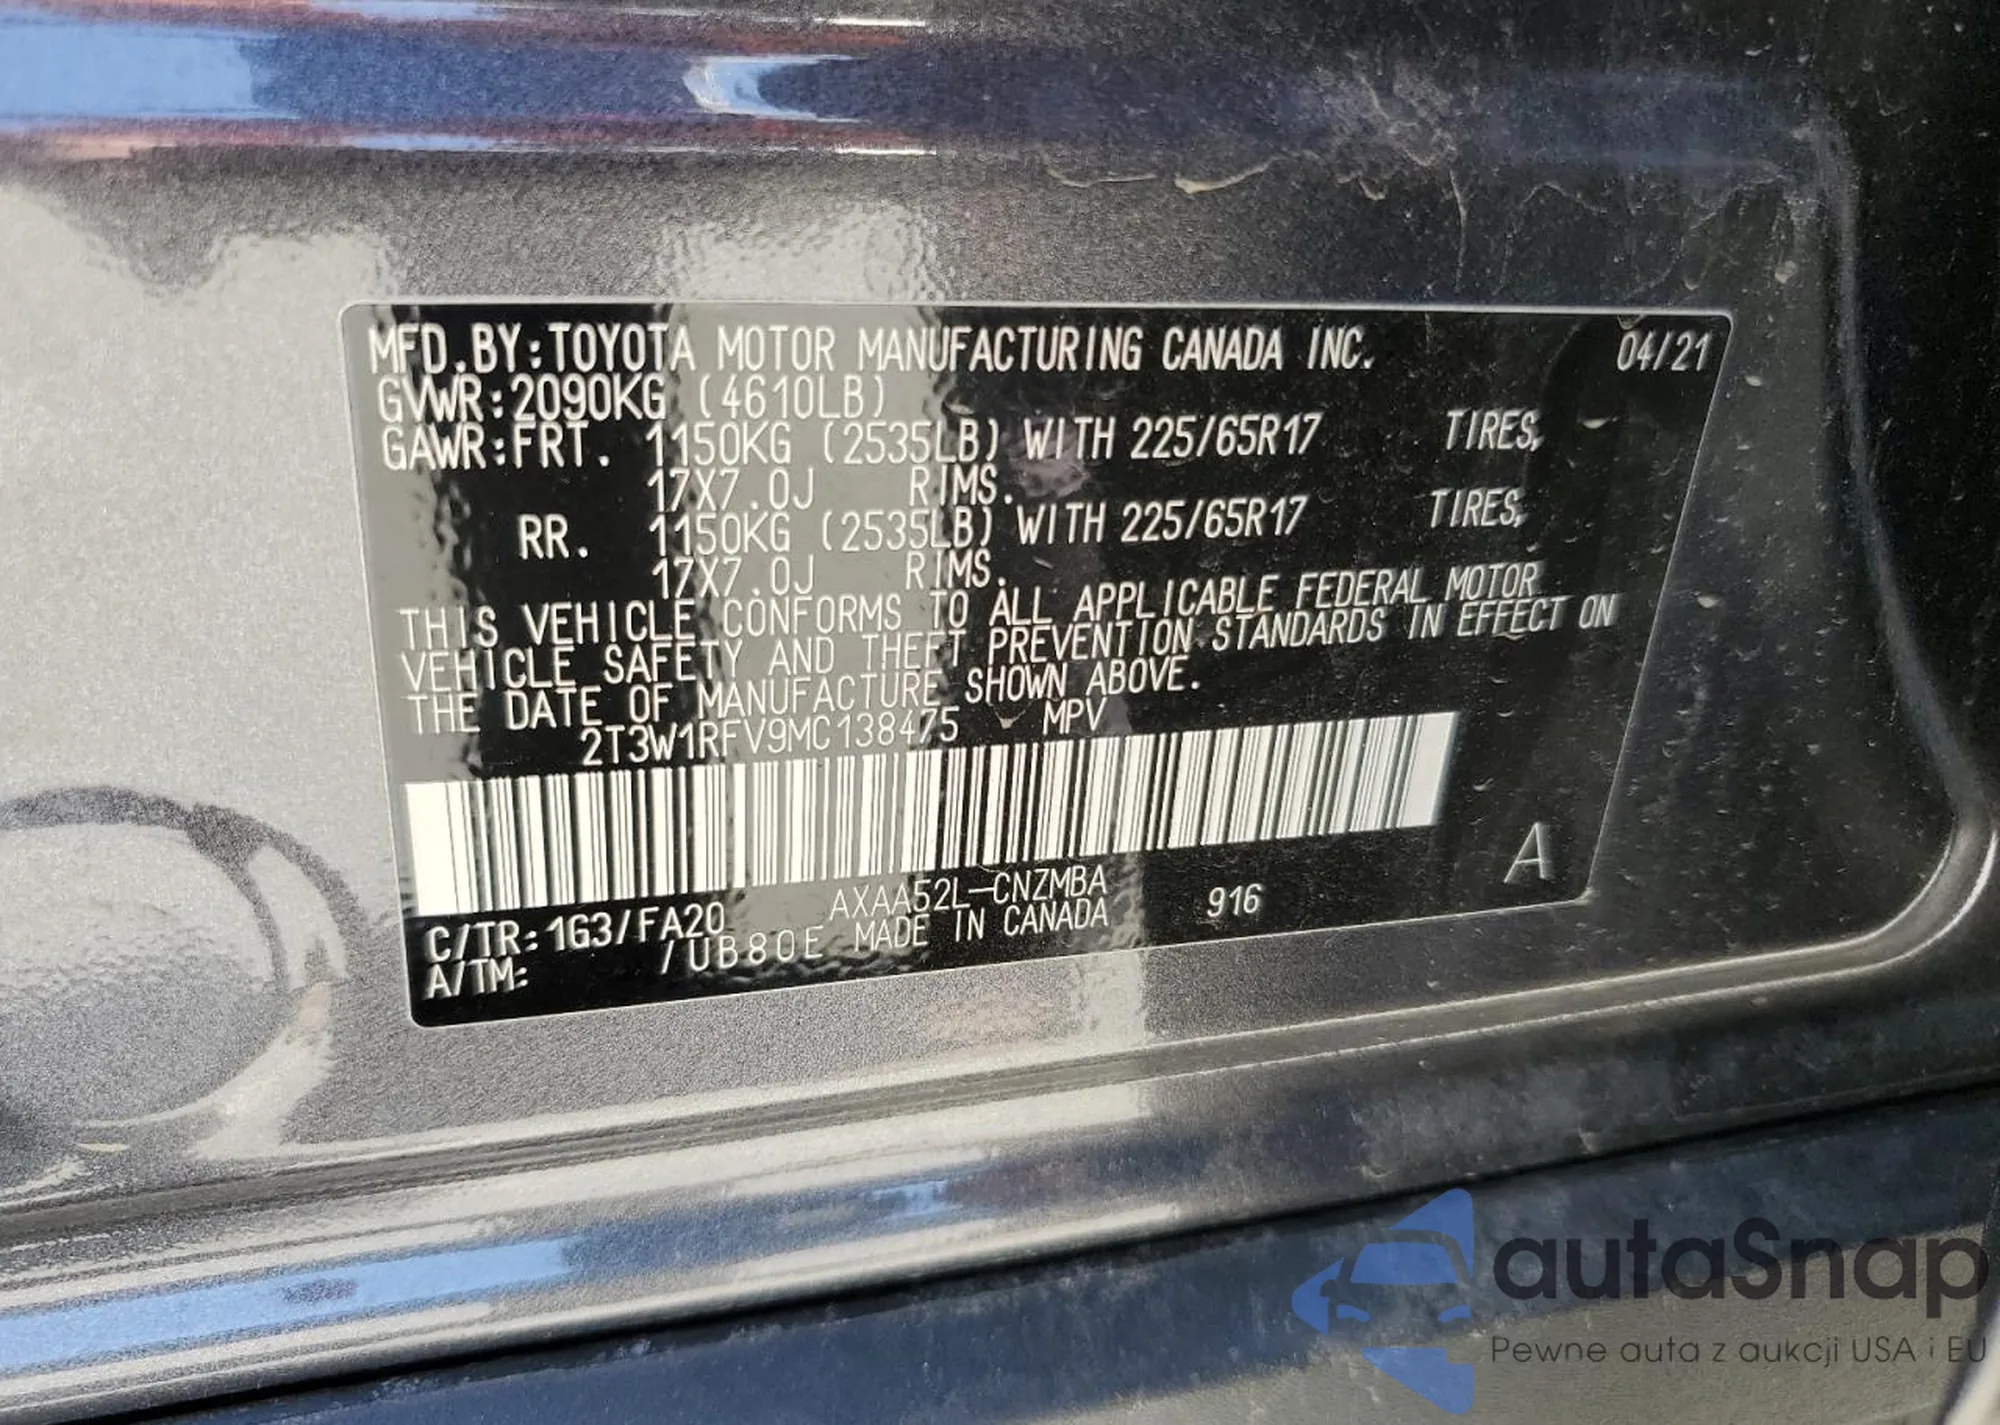 MFD.BY:TOYOTA MOTOR MANUFACTURING CANADA INC. 04/21
GVWR:2090KG (4610LB)
GAWR:FRT. 1150KG (2535LB) WITH 225/65R17 TIRES,
17X7.0J RIMS.
RR. 1150KG (2535LB) WITH 225/65R17 TIRES,
17X7.0J RIMS.
THIS VEHICLE CONFORMS TO ALL APPLICABLE FEDERAL MOTOR
VEHICLE SAFETY AND THEFT PREVENTION STANDARDS IN EFFECT ON
THE DATE OF MANUFACTURE SHOWN ABOVE.
2T3W1RFV9MC138475 MPV
C/TR:1G3/FA20 AXAA52L-CNZMBA 916 A
A/TM: /UB80E MADE IN CANADA
autaSnap
Pewne auta z aukcji USA i EU